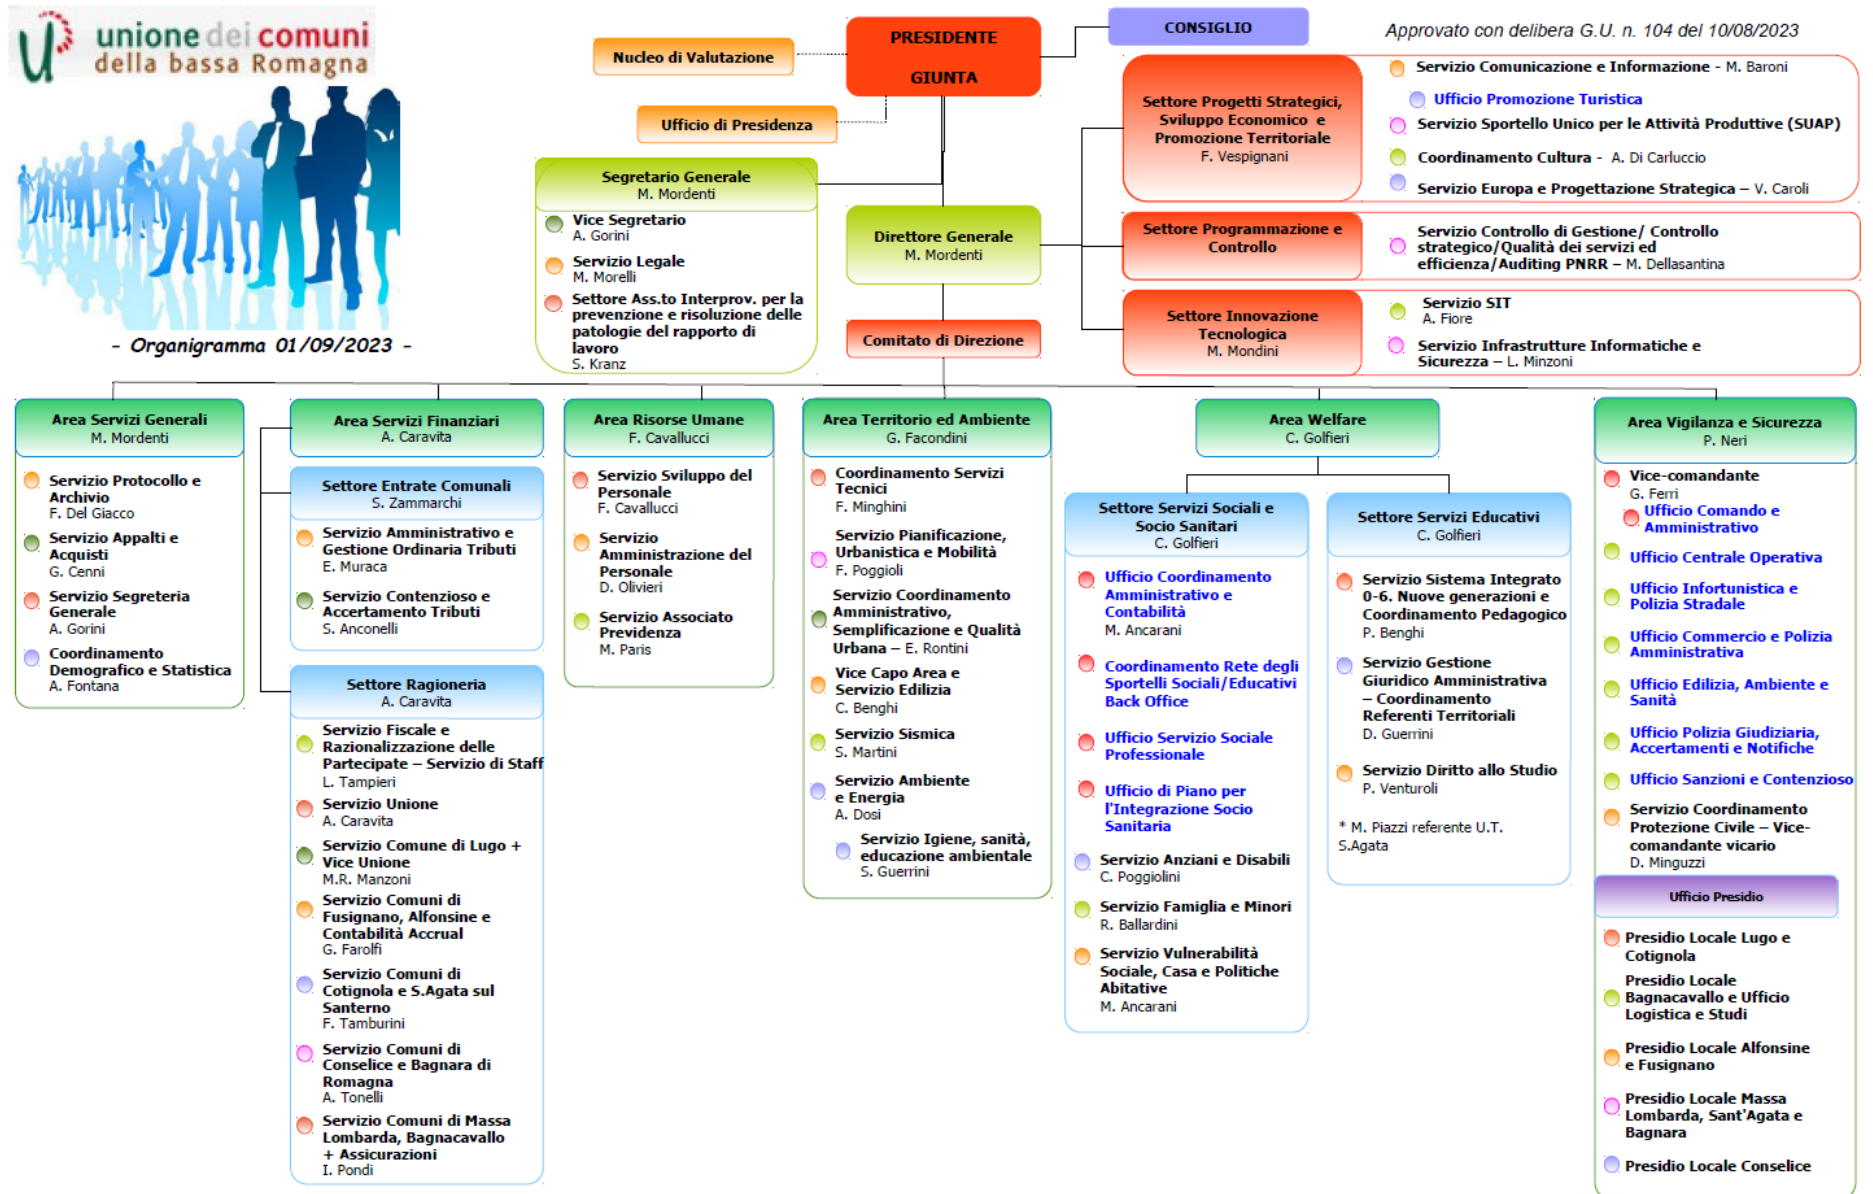 unione dei comuni
della bassa Romagna
- Organigramma 01/09/2023 -
Nucleo di Valutazione
Ufficio di Presidenza
PRESIDENTE
GIUNTA
CONSIGLIO
Approvato con delibera G.U. n. 104 del 10/08/2023
Segretario Generale
M. Mordenti
Vice Segretario
A. Gorini
Servizio Legale
M. Morelli
Settore Ass.to Interprov. per la
prevenzione e risoluzione delle
patologie del rapporto di
lavoro
S. Kranz
Direttore Generale
M. Mordenti
Comitato di Direzione
Settore Progetti Strategici,
Sviluppo Economico e
Promozione Territoriale
F. Vespignani
Servizio Comunicazione e Informazione - M. Baroni
Ufficio Promozione Turistica
Servizio Sportello Unico per le Attività Produttive (SUAP)
Coordinamento Cultura - A. Di Carluccio
Servizio Europa e Progettazione Strategica – V. Caroli
Settore Programmazione e
Controllo
Servizio Controllo di Gestione/ Controllo
strategico/Qualità dei servizi ed
efficienza/Auditing PNRR – M. Dellasantina
Settore Innovazione
Tecnologica
M. Mondini
Servizio SIT
A. Fiore
Servizio Infrastrutture Informatiche e
Sicurezza – L. Minzoni
Area Servizi Generali
M. Mordenti
Servizio Protocollo e
Archivio
F. Del Giacco
Servizio Appalti e
Acquisti
G. Cenni
Servizio Segreteria
Generale
A. Gorini
Coordinamento
Demografico e Statistica
A. Fontana
Area Servizi Finanziari
A. Caravita
Settore Entrate Comunali
S. Zammarchi
Servizio Amministrativo e
Gestione Ordinaria Tributi
E. Muraca
Servizio Contenzioso e
Accertamento Tributi
S. Anconelli
Settore Ragioneria
A. Caravita
Servizio Fiscale e
Razionalizzazione delle
Partecipate – Servizio di Staff
L. Tampieri
Servizio Unione
A. Caravita
Servizio Comune di Lugo +
Vice Unione
M.R. Manzoni
Servizio Comuni di
Fusignano, Alfonsine e
Contabilità Accrual
G. Farolfi
Servizio Comuni di
Cotignola e S.Agata sul
Santerno
F. Tamburini
Servizio Comuni di
Conselice e Bagnara di
Romagna
A. Tonelli
Servizio Comuni di Massa
Lombarda, Bagnacavallo
+ Assicurazioni
I. Pondi
Area Risorse Umane
F. Cavallucci
Servizio Sviluppo del
Personale
F. Cavallucci
Servizio
Amministrazione del
Personale
D. Olivieri
Servizio Associato
Previdenza
M. Paris
Area Territorio ed Ambiente
G. Facondini
Coordinamento Servizi
Tecnici
F. Minghini
Servizio Pianificazione,
Urbanistica e Mobilità
F. Poggioli
Servizio Coordinamento
Amministrativo,
Semplificazione e Qualità
Urbana – E. Rontini
Vice Capo Area e
Servizio Edilizia
C. Benghi
Servizio Sismica
S. Martini
Servizio Ambiente
e Energia
A. Dosi
Servizio Igiene, sanità,
educazione ambientale
S. Guerrini
Area Welfare
C. Golfieri
Settore Servizi Sociali e
Socio Sanitari
C. Golfieri
Ufficio Coordinamento
Amministrativo e
Contabilità
M. Ancarani
Coordinamento Rete degli
Sportelli Sociali/Educativi
Back Office
Ufficio Servizio Sociale
Professionale
Ufficio di Piano per
l'Integrazione Socio
Sanitaria
Servizio Anziani e Disabili
C. Poggiolini
Servizio Famiglia e Minori
R. Ballardini
Servizio Vulnerabilità
Sociale, Casa e Politiche
Abitative
M. Ancarani
Settore Servizi Educativi
C. Golfieri
Servizio Sistema Integrato
0-6. Nuove generazioni e
Coordinamento Pedagogico
P. Benghi
Servizio Gestione
Giuridico Amministrativa
– Coordinamento
Referenti Territoriali
D. Guerrini
Servizio Diritto allo Studio
P. Venturoli
* M. Piazzi referente U.T.
S.Agata
Area Vigilanza e Sicurezza
P. Neri
Vice-comandante
G. Ferri
Ufficio Comando e
Amministrativo
Ufficio Centrale Operativa
Ufficio Infortunistica e
Polizia Stradale
Ufficio Commercio e Polizia
Amministrativa
Ufficio Edilizia, Ambiente e
Sanità
Ufficio Polizia Giudiziaria,
Accertamenti e Notifiche
Ufficio Sanzioni e Contenzioso
Servizio Coordinamento
Protezione Civile – Vice-
comandante vicario
D. Minguzzi
Ufficio Presidio
Presidio Locale Lugo e
Cotignola
Presidio Locale
Bagnacavallo e Ufficio
Logistica e Studi
Presidio Locale Alfonsine
e Fusignano
Presidio Locale Massa
Lombarda, Sant'Agata e
Bagnara
Presidio Locale Conselice